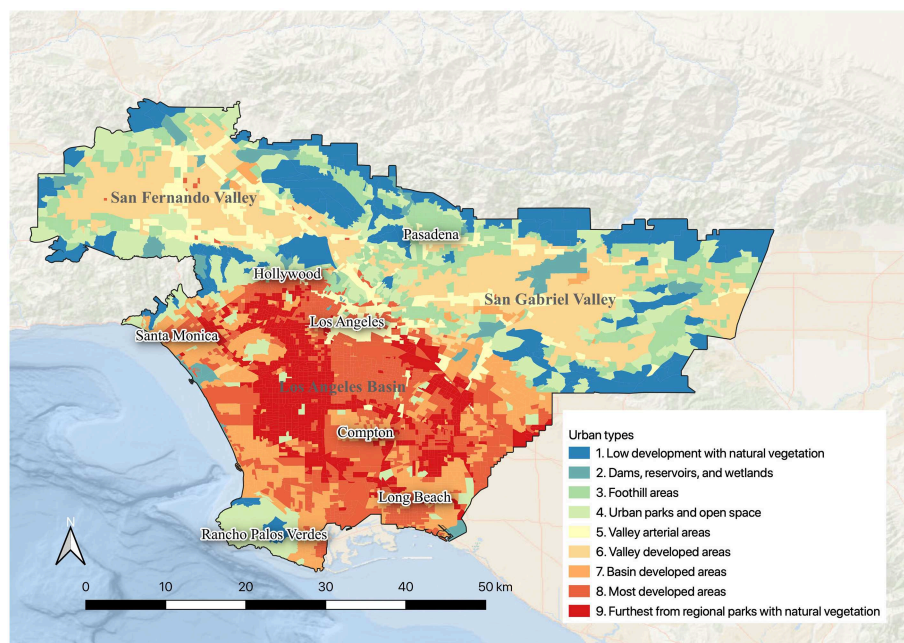 San Fernando Valley
Pasadena
Hollywood
San Gabriel Valley
Los Angeles
Santa Monica
Los Angeles Basin
Compton
Long Beach
Rancho Palos Verdes
N
0 10 20 30 40 50 km
Urban types
1. Low development with natural vegetation
2. Dams, reservoirs, and wetlands
3. Foothill areas
4. Urban parks and open space
5. Valley arterial areas
6. Valley developed areas
7. Basin developed areas
8. Most developed areas
9. Furthest from regional parks with natural vegetation